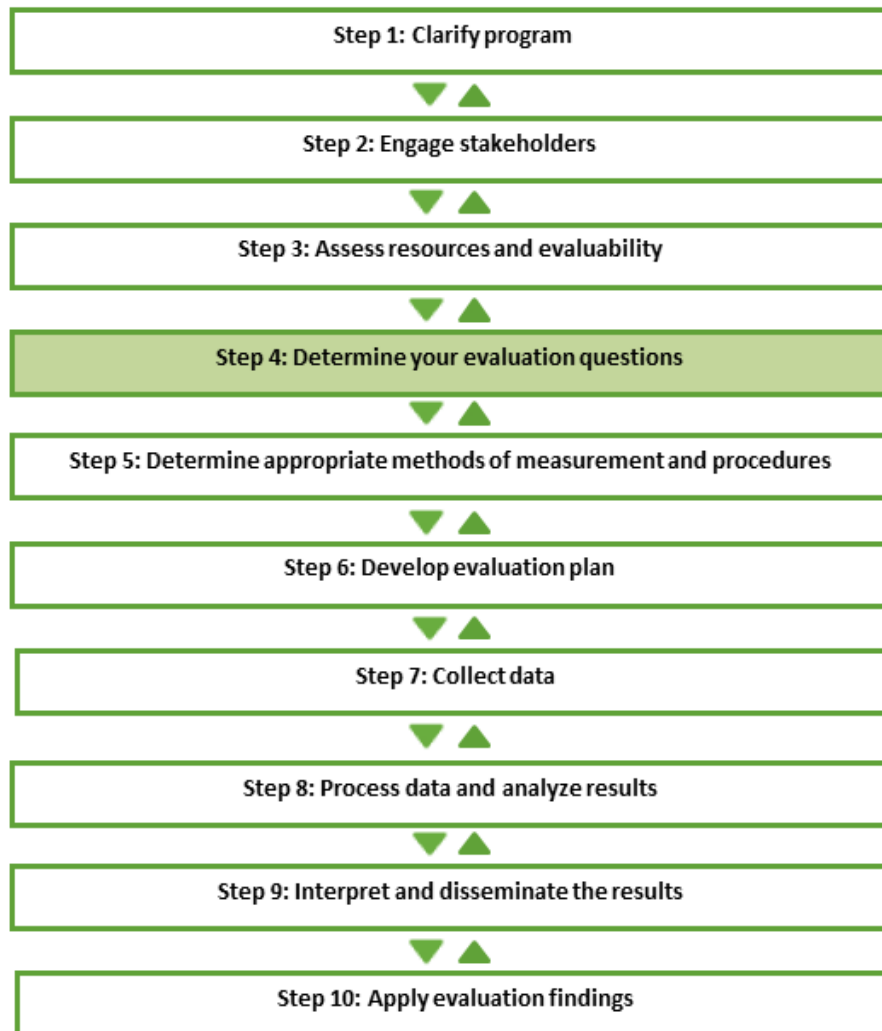 Step 1: Clarify program
Step 2: Engage stakeholders
Step 3: Assess resources and evaluability
Step 4: Determine your evaluation questions
Step 5: Determine appropriate methods of measurement and procedures
Step 6: Develop evaluation plan
Step 7: Collect data
Step 8: Process data and analyze results
Step 9: Interpret and disseminate the results
Step 10: Apply evaluation findings